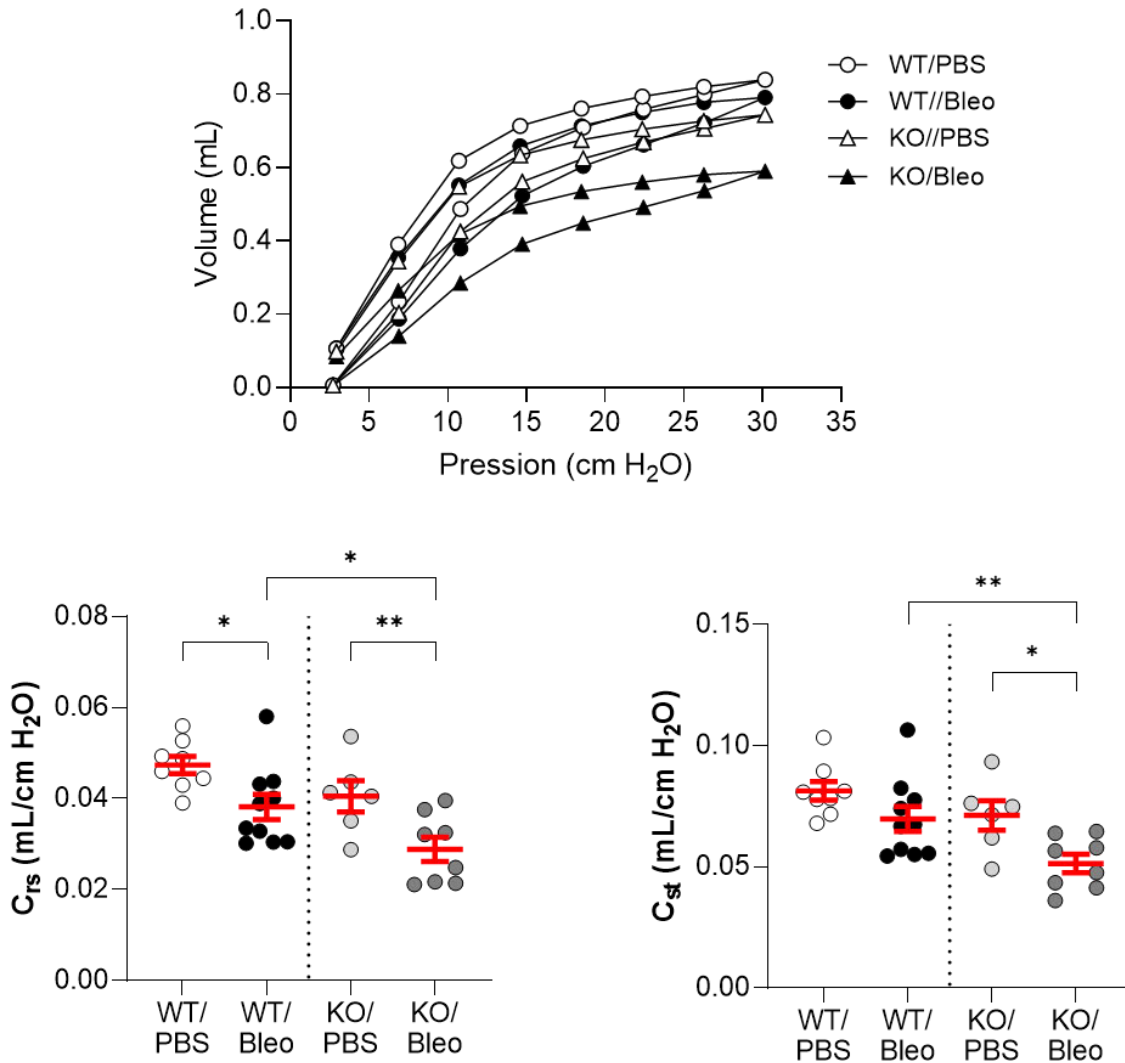 1.0
0.8
0.6
0.4
0.2
0.0
Volume (mL)
0 5 10 15 20 25 30 35
Pression (cm H₂O)
WT/PBS
WT//Bleo
KO//PBS
KO/Bleo
*
* **
0.08
0.06
0.04
0.02
0.00
Crs (mL/cm H₂O)
WT/ WT/ KO/ KO/
PBS Bleo PBS Bleo
**
*
0.15
0.10
0.05
0.00
Cst (mL/cm H₂O)
WT/ WT/ KO/ KO/
PBS Bleo PBS Bleo